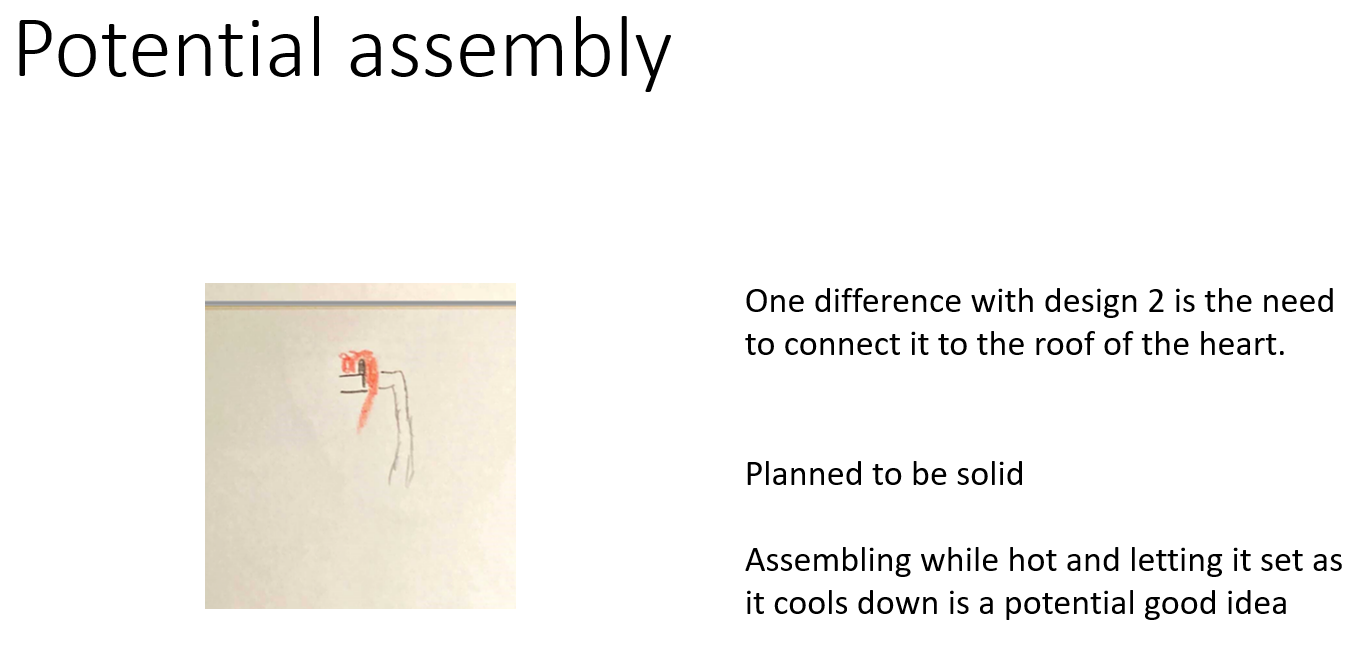 Potential assembly
One difference with design 2 is the need
to connect it to the roof of the heart.
Planned to be solid
Assembling while hot and letting it set as
it cools down is a potential good idea